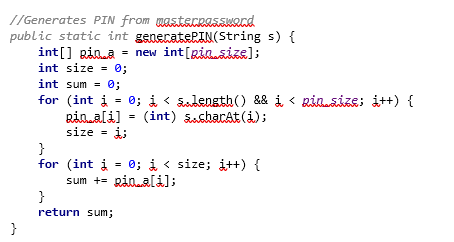 //Generates PIN from masterpassword
public static int generatePIN(String s) {
    int[] pin_a = new int[pin_size];
    int size = 0;
    int sum = 0;
    for (int i = 0; i < s.length() && i < pin_size; i++) {
        pin_a[i] = (int) s.charAt(i);
        size = i;
    }
    for (int i = 0; i < size; i++) {
        sum += pin_a[i];
    }
    return sum;
}